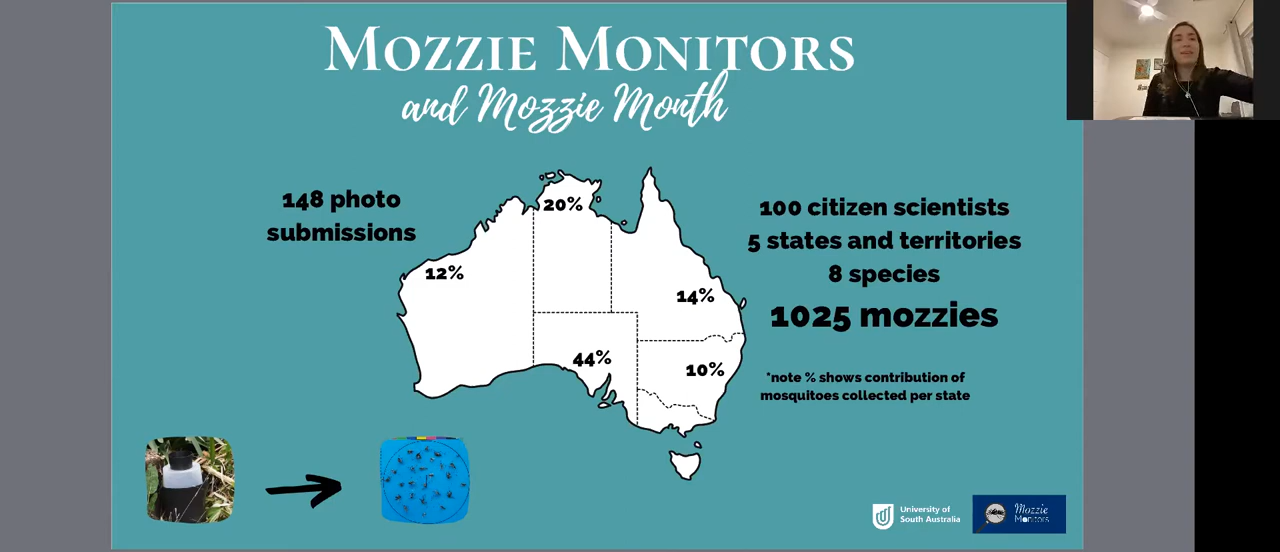 Mozzie Monitors
and Mozzie Month
148 photo
submissions
20%
12%
14%
44%
10%
100 citizen scientists
5 states and territories
8 species
1025 mozzies
*note % shows contribution of
mosquitoes collected per state
University of
South Australia
Mozzie
Monitors